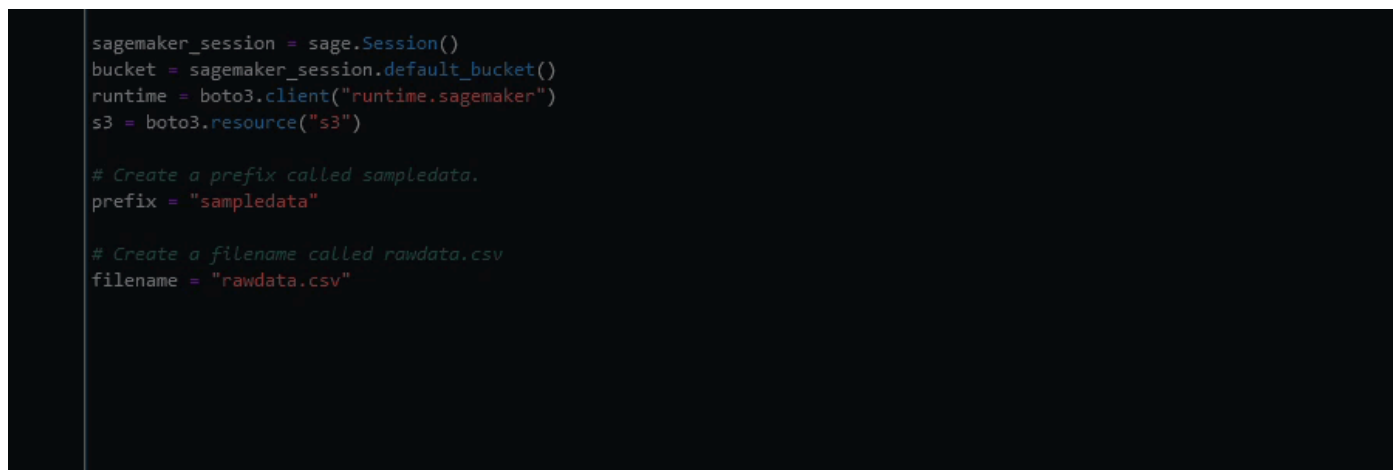 sagemaker_session = sage.Session()
bucket = sagemaker_session.default_bucket()
runtime = boto3.client("runtime.sagemaker")
s3 = boto3.resource("s3")
# Create a prefix called sampledata.
prefix = "sampledata"
# Create a filename called rawdata.csv
filename = "rawdata.csv"